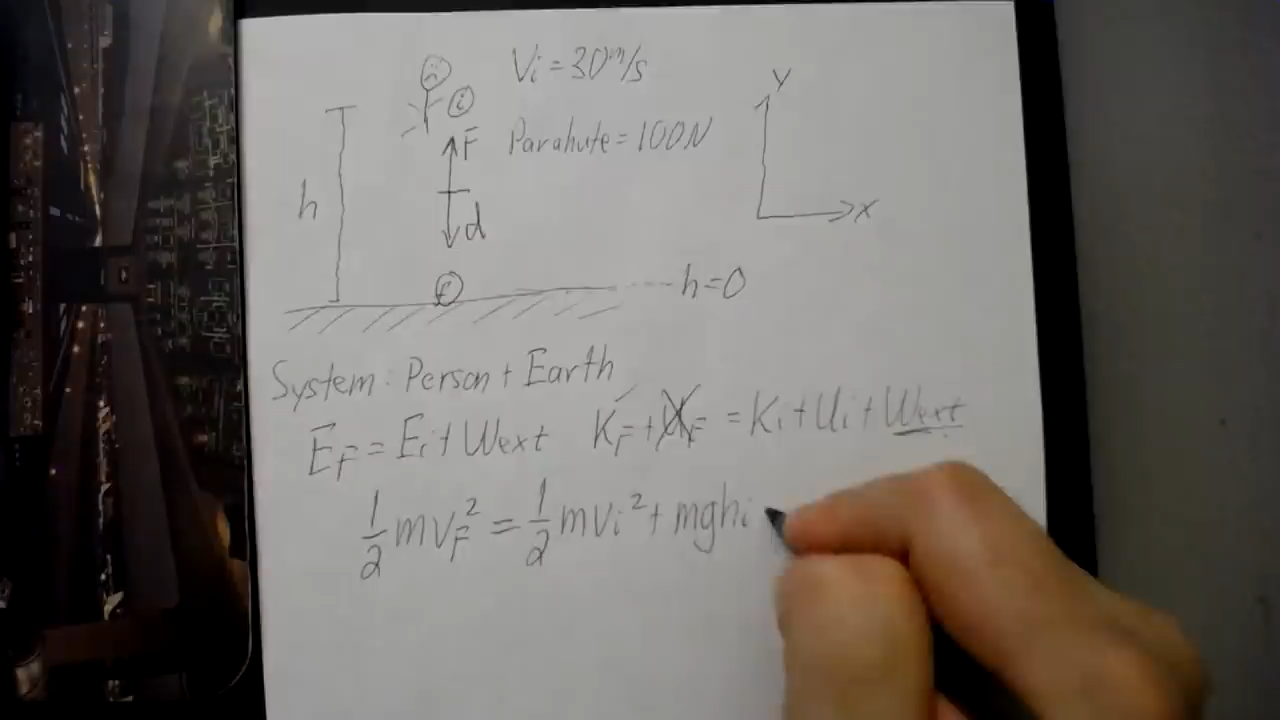 Vi = 30 m/s
Y
i
F
Parahute = 100N
h
d
X
F
h=0
System: Person + Earth
EF = Ei + Wext KF + UF = Ki + Ui + Wext
1/2 mvF² = 1/2 mvi² + mghi